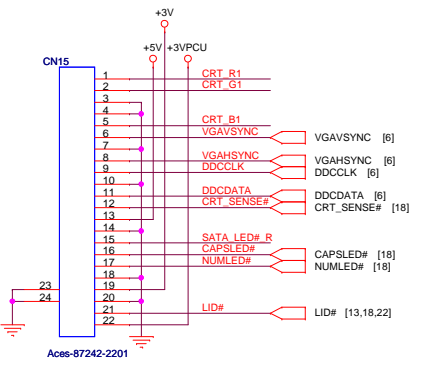 +3V
+5V +3VPCU
CN15
1 CRT_R1
2 CRT_G1
3
4
5 CRT_B1
6 VGAVSYNC VGAVSYNC [6]
7
8 VGAHSYNC VGAHSYNC [6]
9 DDCCLK DDCCLK [6]
10
11 DDCDATA DDCDATA [6]
12 CRT_SENSE# CRT_SENSE# [18]
13
14
15 SATA_LED#_R
16 CAPSLED# CAPSLED# [18]
17 NUMLED# NUMLED# [18]
18
23 19
24 20
21 LID# LID# [13,18,22]
22
Aces-87242-2201